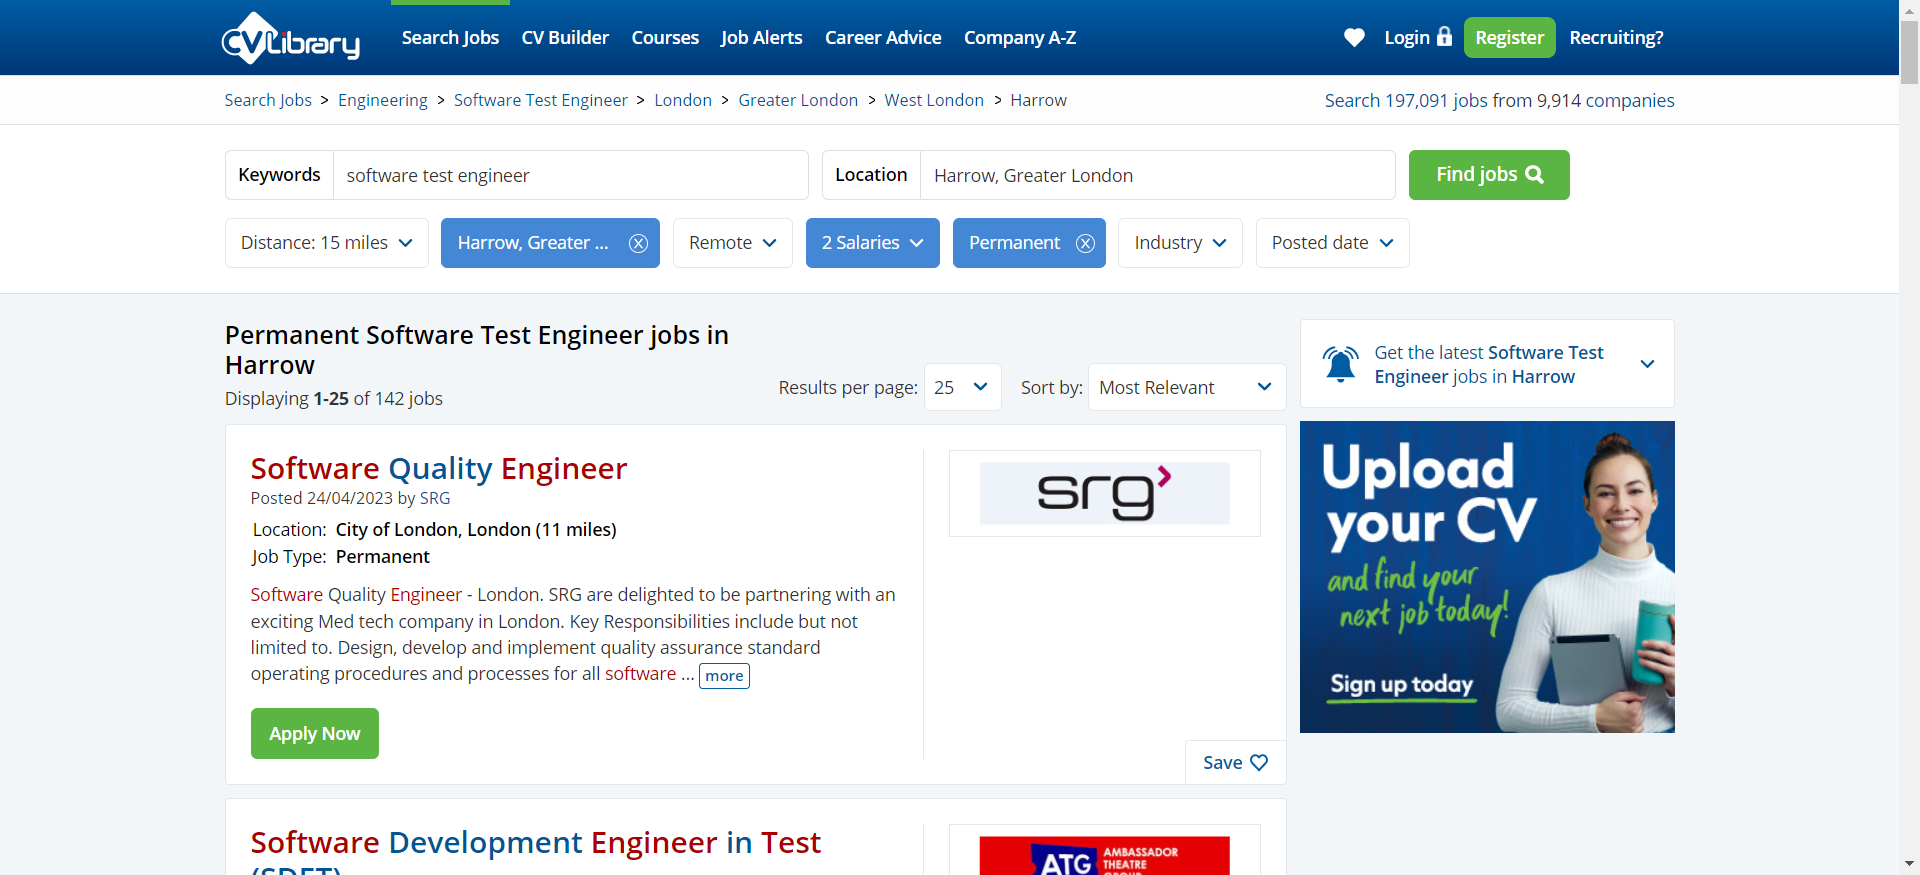 CVLibrary
Search Jobs CV Builder Courses Job Alerts Career Advice Company A-Z Login Register Recruiting?
Search Jobs > Engineering > Software Test Engineer > London > Greater London > West London > Harrow
Search 197,091 jobs from 9,914 companies
Keywords software test engineer Location Harrow, Greater London Find jobs
Distance: 15 miles Harrow, Greater ... Remote 2 Salaries Permanent Industry Posted date
Permanent Software Test Engineer jobs in
Harrow
Displaying 1-25 of 142 jobs
Results per page: 25 Sort by: Most Relevant
Get the latest Software Test
Engineer jobs in Harrow
Software Quality Engineer
Posted 24/04/2023 by SRG
Location: City of London, London (11 miles)
Job Type: Permanent
Software Quality Engineer - London. SRG are delighted to be partnering with an
exciting Med tech company in London. Key Responsibilities include but not
limited to. Design, develop and implement quality assurance standard
operating procedures and processes for all software ... more
Apply Now
srg
Save
Upload
your CV
and find your
next job today!
Sign up today
Software Development Engineer in Test
(SDET)
ATG AMBASSADOR
THEATRE
GROUP